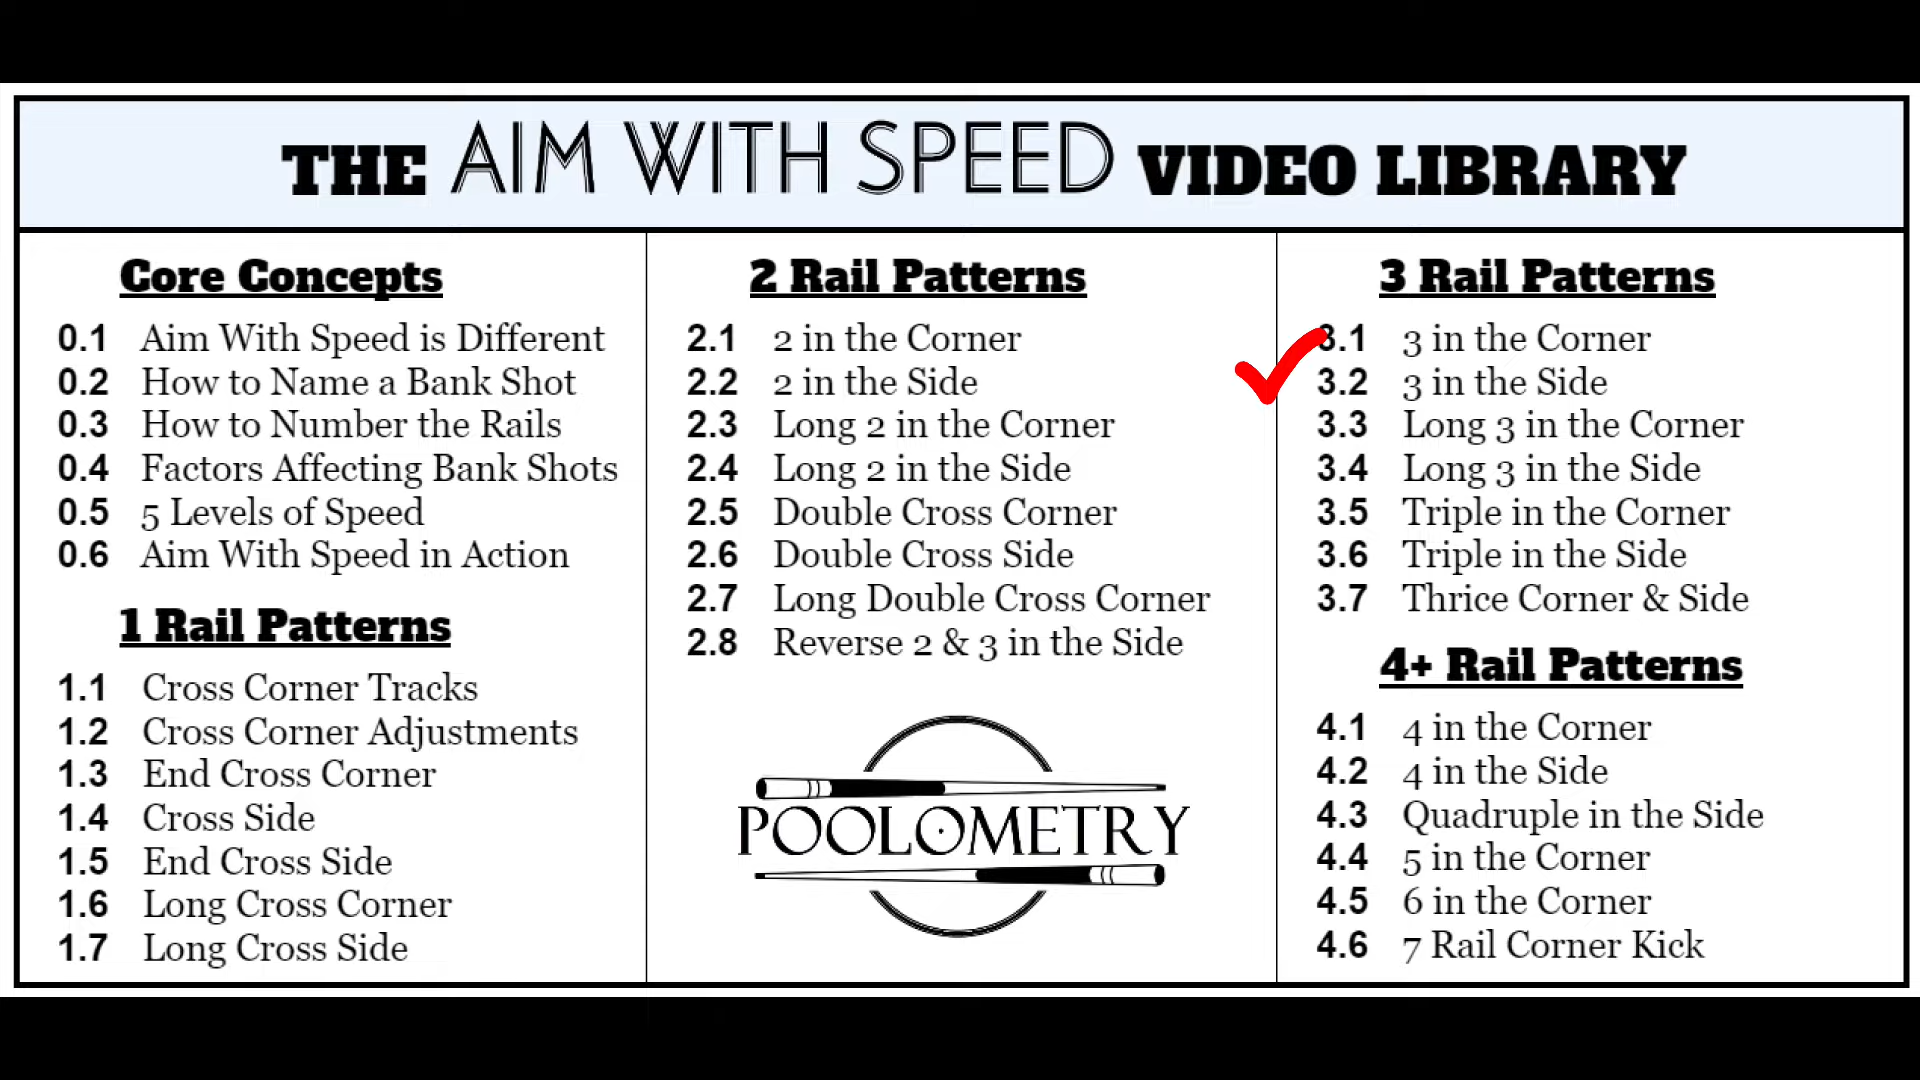 THE AIM WITH SPEED VIDEO LIBRARY
Core Concepts
0.1 Aim With Speed is Different
0.2 How to Name a Bank Shot
0.3 How to Number the Rails
0.4 Factors Affecting Bank Shots
0.5 5 Levels of Speed
0.6 Aim With Speed in Action
1 Rail Patterns
1.1 Cross Corner Tracks
1.2 Cross Corner Adjustments
1.3 End Cross Corner
1.4 Cross Side
1.5 End Cross Side
1.6 Long Cross Corner
1.7 Long Cross Side
2 Rail Patterns
2.1 2 in the Corner
2.2 2 in the Side
2.3 Long 2 in the Corner
2.4 Long 2 in the Side
2.5 Double Cross Corner
2.6 Double Cross Side
2.7 Long Double Cross Corner
2.8 Reverse 2 & 3 in the Side
POOLOMETRY
3 Rail Patterns
3.1 3 in the Corner
3.2 3 in the Side
3.3 Long 3 in the Corner
3.4 Long 3 in the Side
3.5 Triple in the Corner
3.6 Triple in the Side
3.7 Thrice Corner & Side
4+ Rail Patterns
4.1 4 in the Corner
4.2 4 in the Side
4.3 Quadruple in the Side
4.4 5 in the Corner
4.5 6 in the Corner
4.6 7 Rail Corner Kick